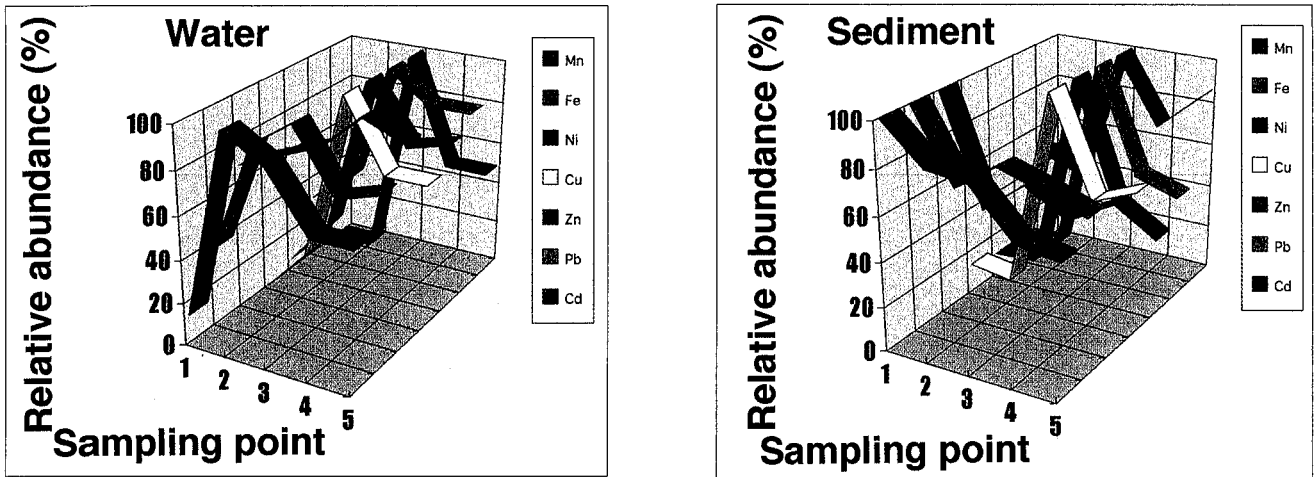 Water
Relative abundance (%)
100
80
60
40
20
0
1
2
3
4
5
Sampling point
Mn
Fe
Ni
Cu
Zn
Pb
Cd
Sediment
Relative abundance (%)
100
80
60
40
20
0
1
2
3
4
5
Sampling point
Mn
Fe
Ni
Cu
Zn
Pb
Cd